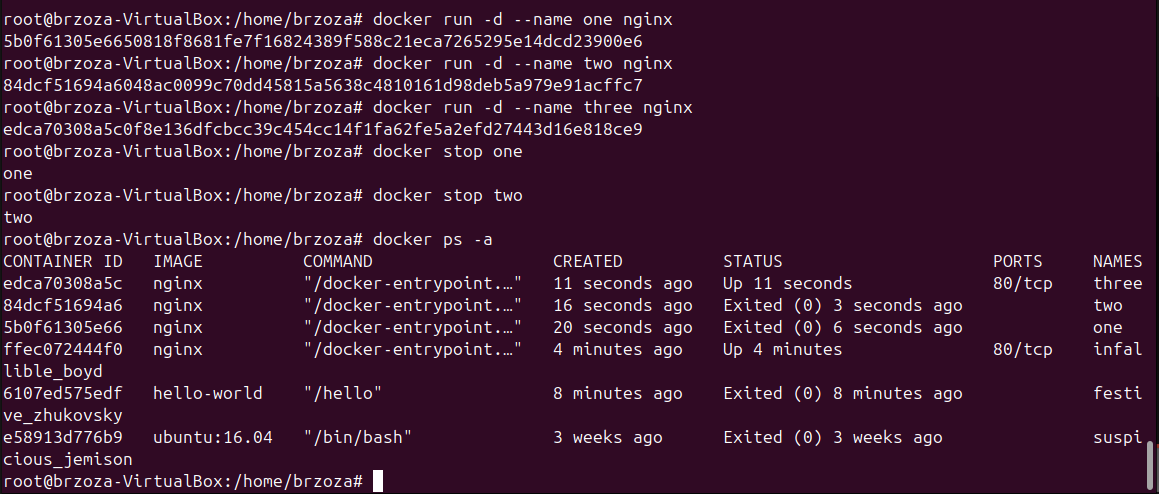 root@brzoza-VirtualBox:/home/brzoza# docker run -d --name one nginx
5b0f61305e6650818f8681fe7f16824389f588c21eca7265295e14dcd23900e6
root@brzoza-VirtualBox:/home/brzoza# docker run -d --name two nginx
84dcf51694a6048ac0099c70dd45815a5638c4810161d98deb5a979e91acffc7
root@brzoza-VirtualBox:/home/brzoza# docker run -d --name three nginx
edca70308a5c0f8e136dfcbcc39c454cc14f1fa62fe5a2efd27443d16e818ce9
root@brzoza-VirtualBox:/home/brzoza# docker stop one
one
root@brzoza-VirtualBox:/home/brzoza# docker stop two
two
root@brzoza-VirtualBox:/home/brzoza# docker ps -a
CONTAINER ID   IMAGE          COMMAND                  CREATED          STATUS                     PORTS     NAMES
edca70308a5c   nginx          "/docker-entrypoint.…"   11 seconds ago   Up 11 seconds              80/tcp    three
84dcf51694a6   nginx          "/docker-entrypoint.…"   16 seconds ago   Exited (0) 3 seconds ago             two
5b0f61305e66   nginx          "/docker-entrypoint.…"   20 seconds ago   Exited (0) 6 seconds ago             one
ffec072444f0   nginx          "/docker-entrypoint.…"   4 minutes ago    Up 4 minutes               80/tcp    infal
lible_boyd
6107ed575edf   hello-world    "/hello"                 8 minutes ago    Exited (0) 8 minutes ago             festi
ve_zhukovsky
e58913d776b9   ubuntu:16.04   "/bin/bash"              3 weeks ago      Exited (0) 3 weeks ago               suspi
cious_jemison
root@brzoza-VirtualBox:/home/brzoza#